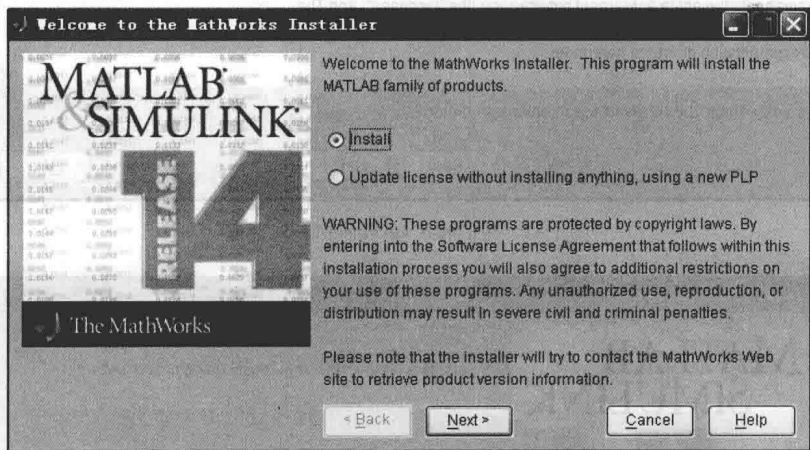 Welcome to the MathWorks Installer
MATLAB
& SIMULINK
RELEASE
14
The MathWorks
Welcome to the MathWorks Installer. This program will install the
MATLAB family of products.
Install
Update license without installing anything, using a new PLP
WARNING: These programs are protected by copyright laws. By
entering into the Software License Agreement that follows within this
installation process you will also agree to additional restrictions on
your use of these programs. Any unauthorized use, reproduction, or
distribution may result in severe civil and criminal penalties.
Please note that the installer will try to contact the MathWorks Web
site to retrieve product version information.
< Back
Next >
Cancel
Help